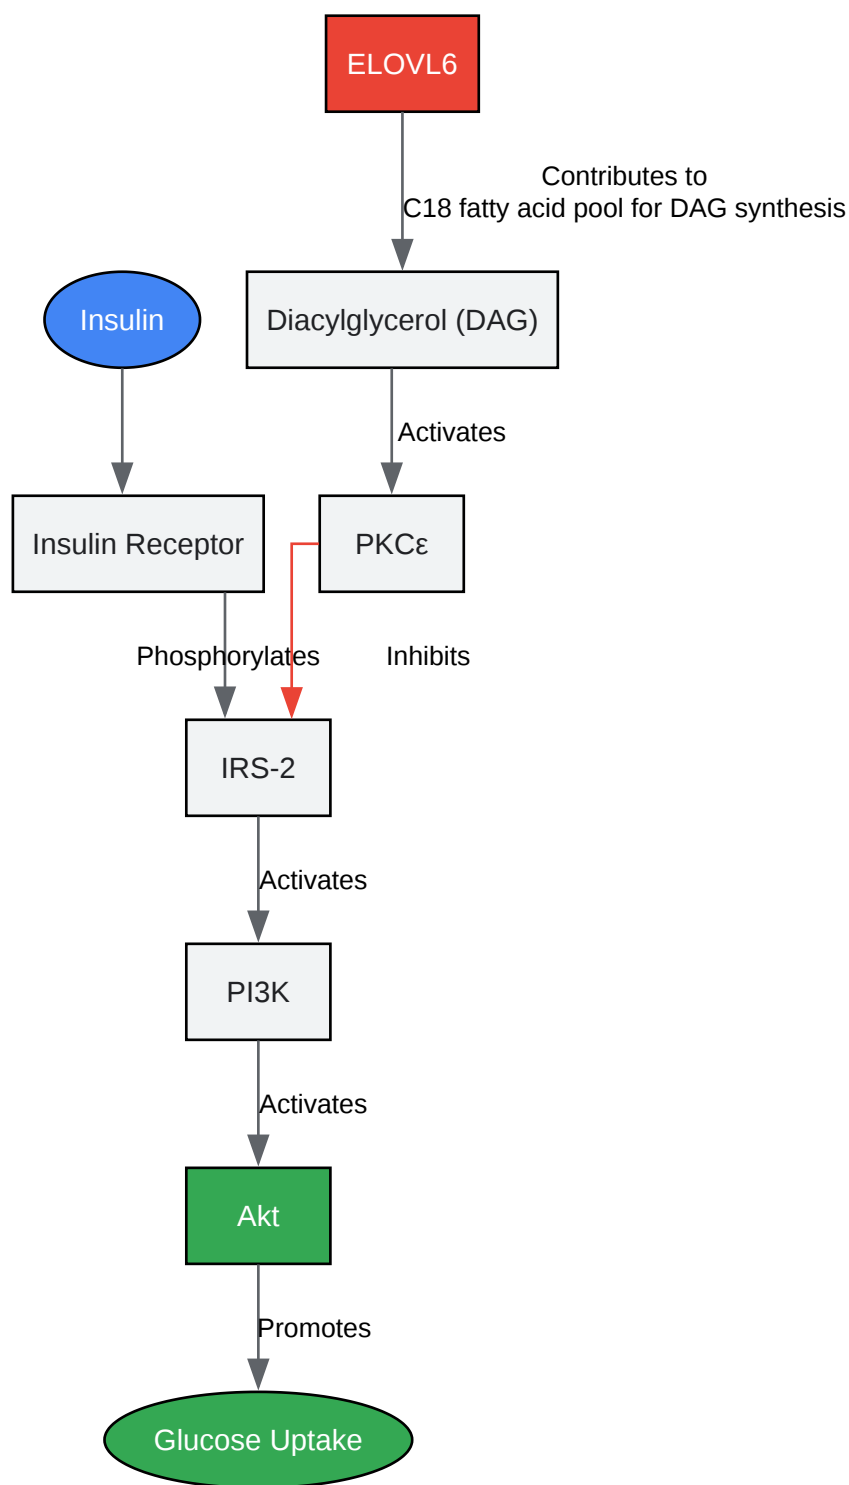 ELOVL6
Contributes to
C18 fatty acid pool for DAG synthesis
Insulin
Diacylglycerol (DAG)
Activates
Insulin Receptor
PKCε
Phosphorylates
Inhibits
IRS-2
Activates
PI3K
Activates
Akt
Promotes
Glucose Uptake